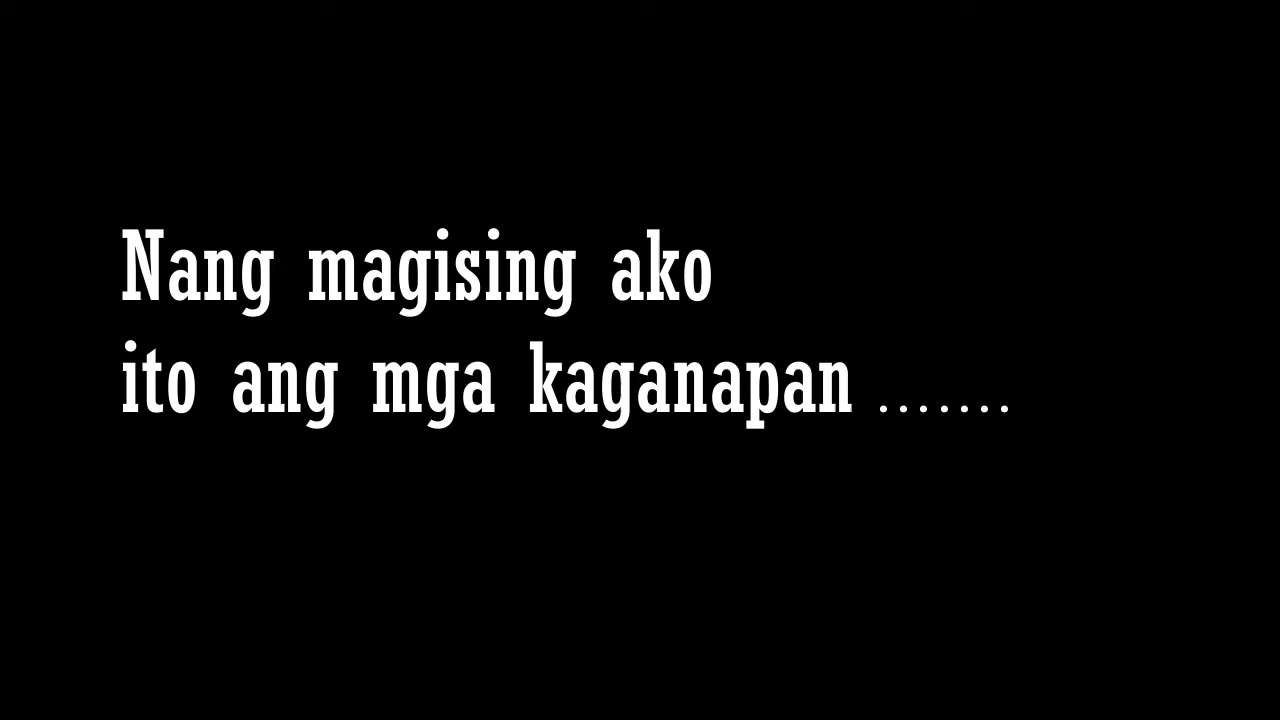 Nang magising ako
ito ang mga kaganapan .......